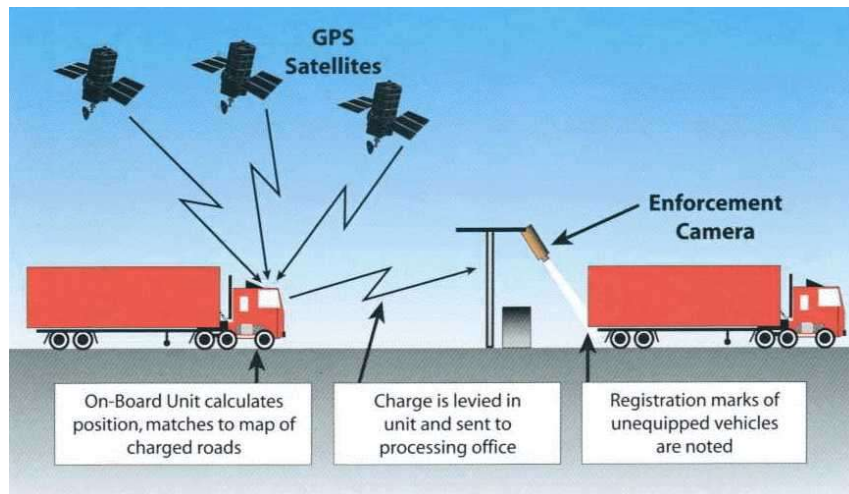 GPS
Satellites
Enforcement
Camera
On-Board Unit calculates
position, matches to map of
charged roads
Charge is levied in
unit and sent to
processing office
Registration marks of
unequipped vehicles
are noted